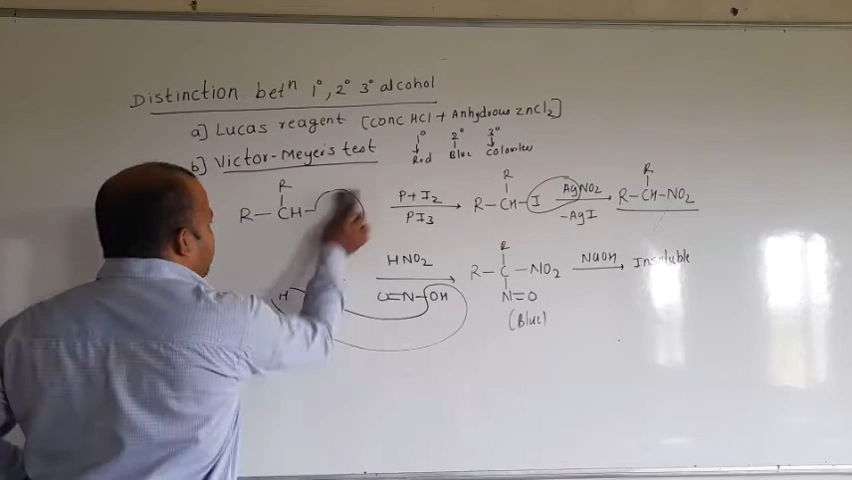 Distinction betn 1°, 2° 3° alcohol
a] Lucas reagent [conc HCl + Anhydrous ZnCl2]
b] Victor-Meyer's test 1° 2° 3°
Red Blue Colourless
R R R
R-CH- P+I2 PI3 R-CH-I AgNO2 -AgI R-CH-NO2
HNO2 R NaOH Insoluble
R-C-NO2
H O=N-OH N=O
(Blue)